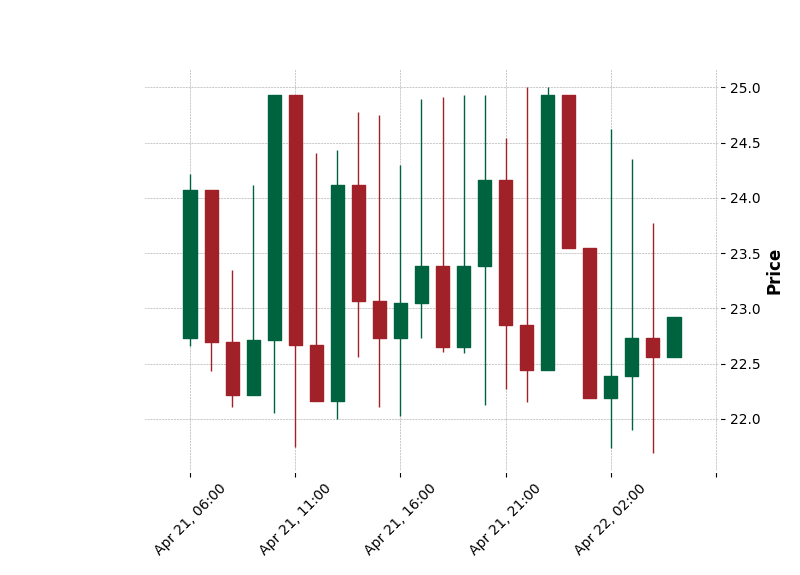 25.0
24.5
24.0
23.5
23.0
22.5
22.0
Price
Apr 21, 06:00
Apr 21, 11:00
Apr 21, 16:00
Apr 21, 21:00
Apr 22, 02:00